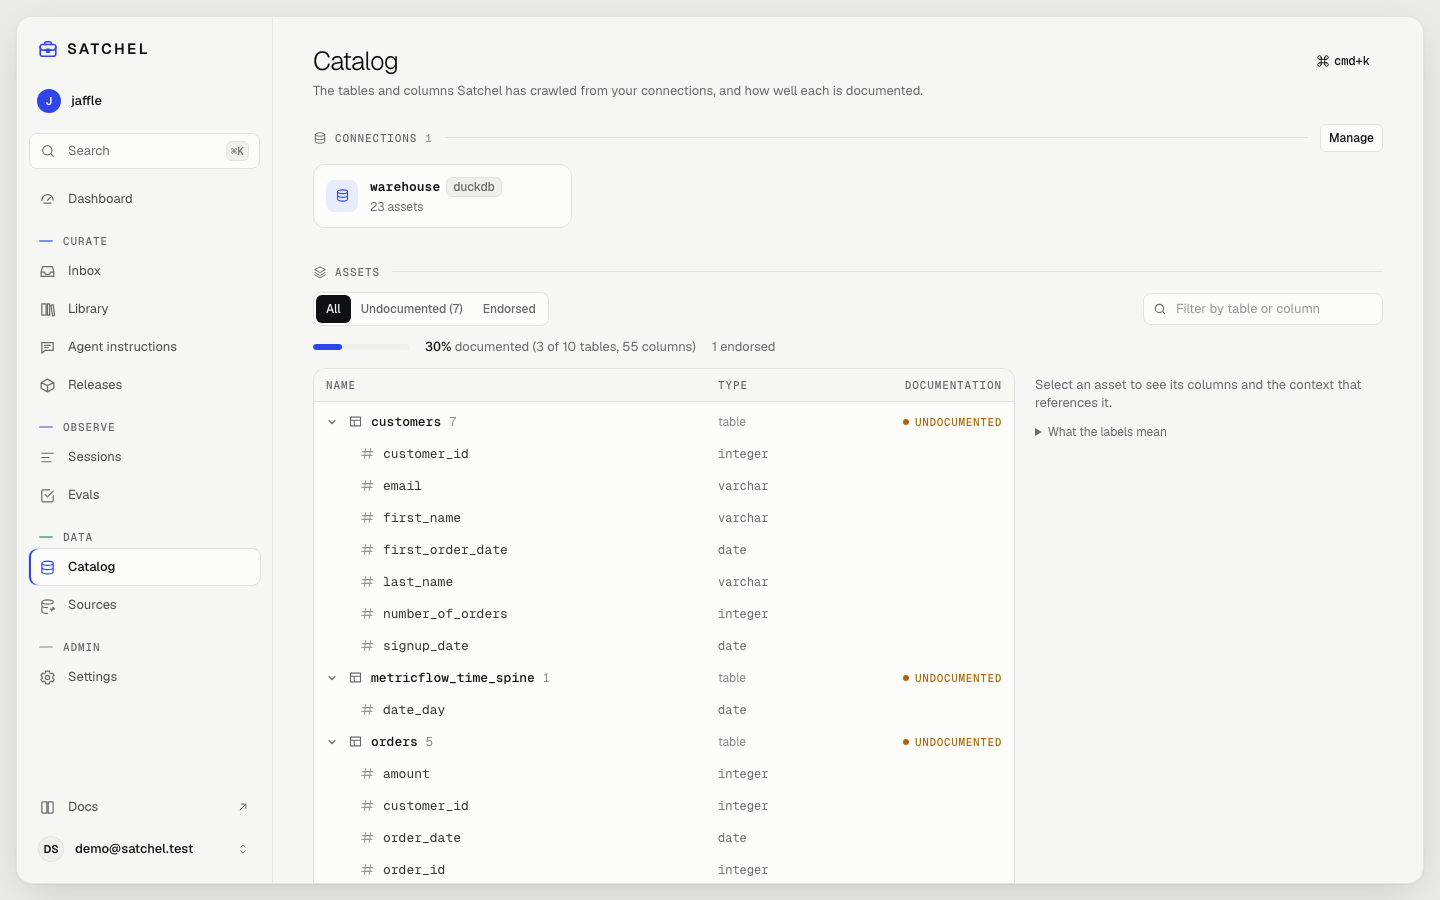 SATCHEL
J jaffle
Search ⌘K
Dashboard
CURATE
Inbox
Library
Agent instructions
Releases
OBSERVE
Sessions
Evals
DATA
Catalog
Sources
ADMIN
Settings
Docs
DS demo@satchel.test
Catalog
⌘ cmd+k
The tables and columns Satchel has crawled from your connections, and how well each is documented.
CONNECTIONS 1
Manage
warehouse duckdb
23 assets
ASSETS
All Undocumented (7) Endorsed
Filter by table or column
30% documented (3 of 10 tables, 55 columns) 1 endorsed
NAME TYPE DOCUMENTATION
customers 7 table UNDOCUMENTED
customer_id integer
email varchar
first_name varchar
first_order_date date
last_name varchar
number_of_orders integer
signup_date date
metricflow_time_spine 1 table UNDOCUMENTED
date_day date
orders 5 table UNDOCUMENTED
amount integer
customer_id integer
order_date date
order_id integer
Select an asset to see its columns and the context that
references it.
What the labels mean